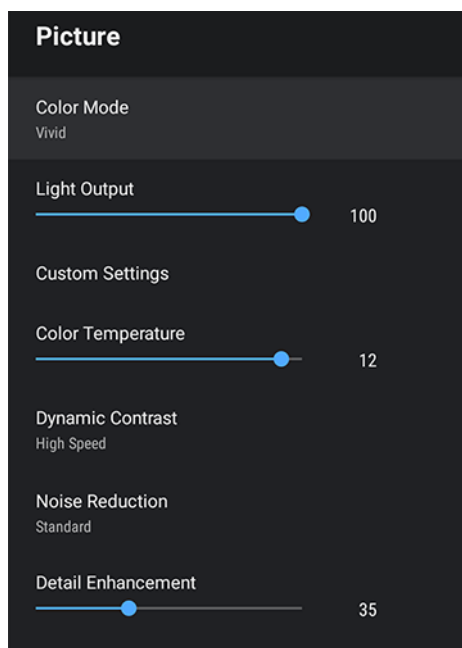 Picture
Color Mode
Vivid
Light Output
100
Custom Settings
Color Temperature
12
Dynamic Contrast
High Speed
Noise Reduction
Standard
Detail Enhancement
35